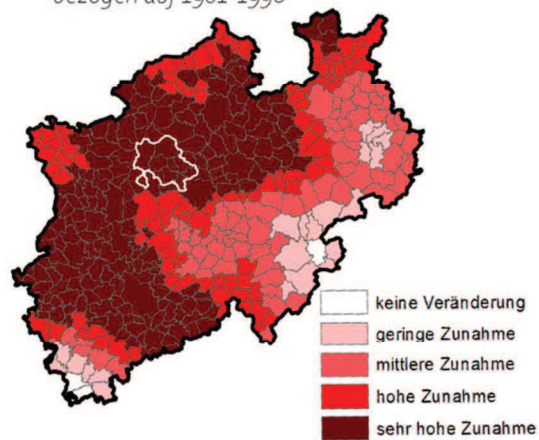 keine Veränderung
geringe Zunahme
mittlere Zunahme
hohe Zunahme
sehr hohe Zunahme